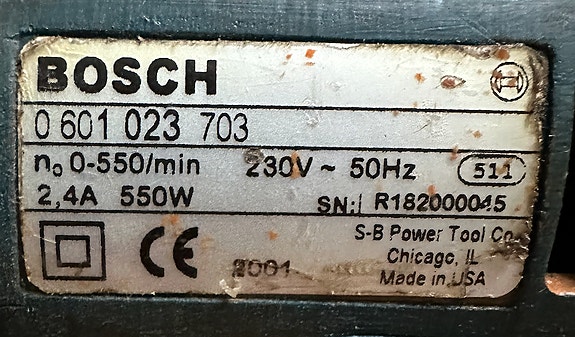 BOSCH
0 601 023 703
n₀ 0-550/min 230V ~ 50Hz 511
2,4A 550W SN: R182000045
S-B Power Tool Co
Chicago, IL
CE 2001 Made in USA